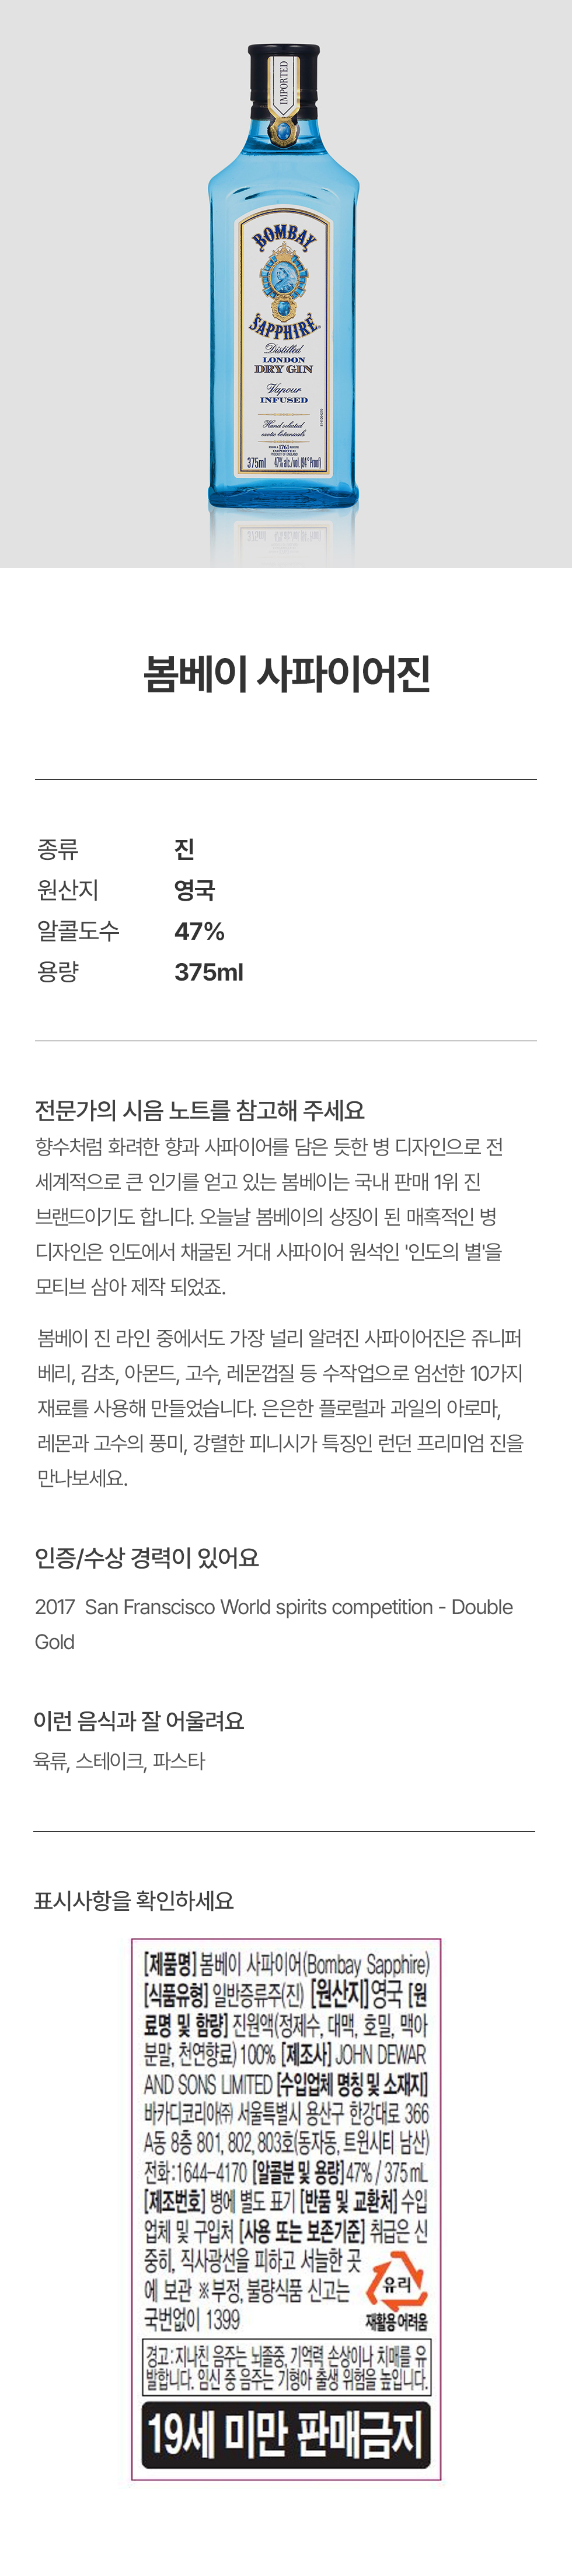 IMPORTED
BOMBAY
SAPPHIRE®
Distilled
LONDON
DRY GIN
Vapour
INFUSED
Hand selected
exotic botanicals
IMPORTED
375ml 47% alc./vol. (94° Proof)
봄베이 사파이어진
종류 진
원산지 영국
알콜도수 47%
용량 375ml
전문가의 시음 노트를 참고해 주세요
향수처럼 화려한 향과 사파이어를 담은 듯한 병 디자인으로 전
세계적으로 큰 인기를 얻고 있는 봄베이는 국내 판매 1위 진
브랜드이기도 합니다. 오늘날 봄베이의 상징이 된 매혹적인 병
디자인은 인도에서 채굴된 거대 사파이어 원석인 '인도의 별'을
모티브 삼아 제작 되었죠.
봄베이 진 라인 중에서도 가장 널리 알려진 사파이어진은 쥬니퍼
베리, 감초, 아몬드, 고수, 레몬껍질 등 수작업으로 엄선한 10가지
재료를 사용해 만들었습니다. 은은한 플로럴과 과일의 아로마,
레몬과 고수의 풍미, 강렬한 피니시가 특징인 런던 프리미엄 진을
만나보세요.
인증/수상 경력이 있어요
2017 San Franscisco World spirits competition - Double
Gold
이런 음식과 잘 어울려요
육류, 스테이크, 파스타
표시사항을 확인하세요
[제품명] 봄베이 사파이어(Bombay Sapphire)
[식품유형] 일반증류주(진) [원산지]영국 [원
료명 및 함량] 진원액(정제수, 대맥, 호밀, 맥아
분말, 천연향료) 100% [제조사] JOHN DEWAR
AND SONS LIMITED [수입업체 명칭 및 소재지]
바카디코리아㈜ 서울특별시 용산구 한강대로 366
A동 8층 801, 802, 803호(동자동, 트윈시티 남산)
전화:1644-4170 [알콜분 및 용량]47% / 375 mL
[제조번호] 병에 별도 표기 [반품 및 교환처] 수입
업체 및 구입처 [사용 또는 보존기준] 취급은 신
중히, 직사광선을 피하고 서늘한 곳
에 보관 ※부정, 불량식품 신고는
국번없이 1399
유리
재활용 어려움
경고:지나친 음주는 뇌졸중, 기억력 손상이나 치매를 유
발합니다. 임신 중 음주는 기형아 출생 위험을 높입니다.
19세 미만 판매금지